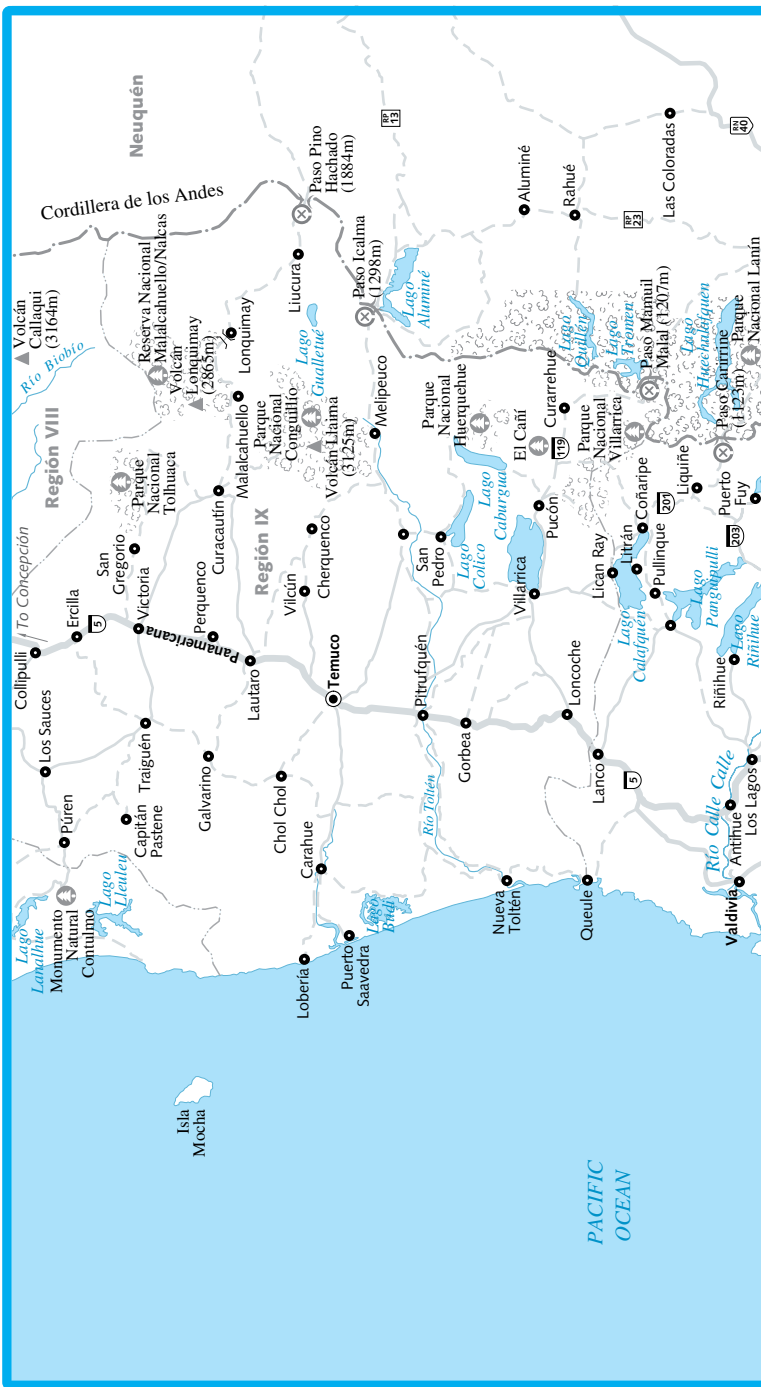 Neuquén
Cordillera de los Andes
Volcán
Callaqui
(3164m)
Río Biobío
Región VIII
To Concepción
Reserva Nacional
Malalcahuello/Nalcas
Volcán
Lonquimay
(2865m)
Lonquimay
Liucura
Paso Pino
Hachado
(1884m)
RP
13
Paso Icalma
(1298m)
Lago
Aluminé
Lago
Gualletué
Malalcahuello
Parque
Nacional
Conguillío
Volcán Llaima
(3125m)
Melipeuco
Parque
Nacional
Tolhuaca
Curacautín
San
Gregorio
Región IX
Cherquenco
Vilcún
Collipulli
Ercilla
5
Victoria
Perquenco
Panamericana
Lautaro
Temuco
Los Sauces
Traiguén
Galvarino
Chol Chol
Púren
Capitán
Pastene
Carahue
Lago
Lanalhue
Monumento
Natural
Contulmo
Lago
Lleuleu
Lobería
Puerto
Saavedra
Lago
Budi
Isla
Mocha
PACIFIC
OCEAN
Aluminé
Rahué
RP
23
Las Coloradas
RN
40
Lago
Quillén
Lago
Tromen
Paso Mamuil
Malal (1207m)
Lago
Huechulafquén
Parque
Nacional Lanín
Paso Carirrine
(1123m)
Parque
Nacional
Huerquehue
El Cañi
119
Curarrehue
Parque
Nacional
Villarrica
Lago
Caburgua
Pucón
San
Pedro
Lago
Colico
Villarrica
Lican Ray
Litrán
Coñaripe
201
Liquiñe
Puerto
Fuy
203
Pullinque
Lago
Calafquén
Lago
Panguipulli
Lago
Riñihue
Riñihue
Pitrufquén
Gorbea
Loncoche
Lanco
5
Río Toltén
Río Calle Calle
Antihue
Los Lagos
Nueva
Toltén
Queule
Valdivia